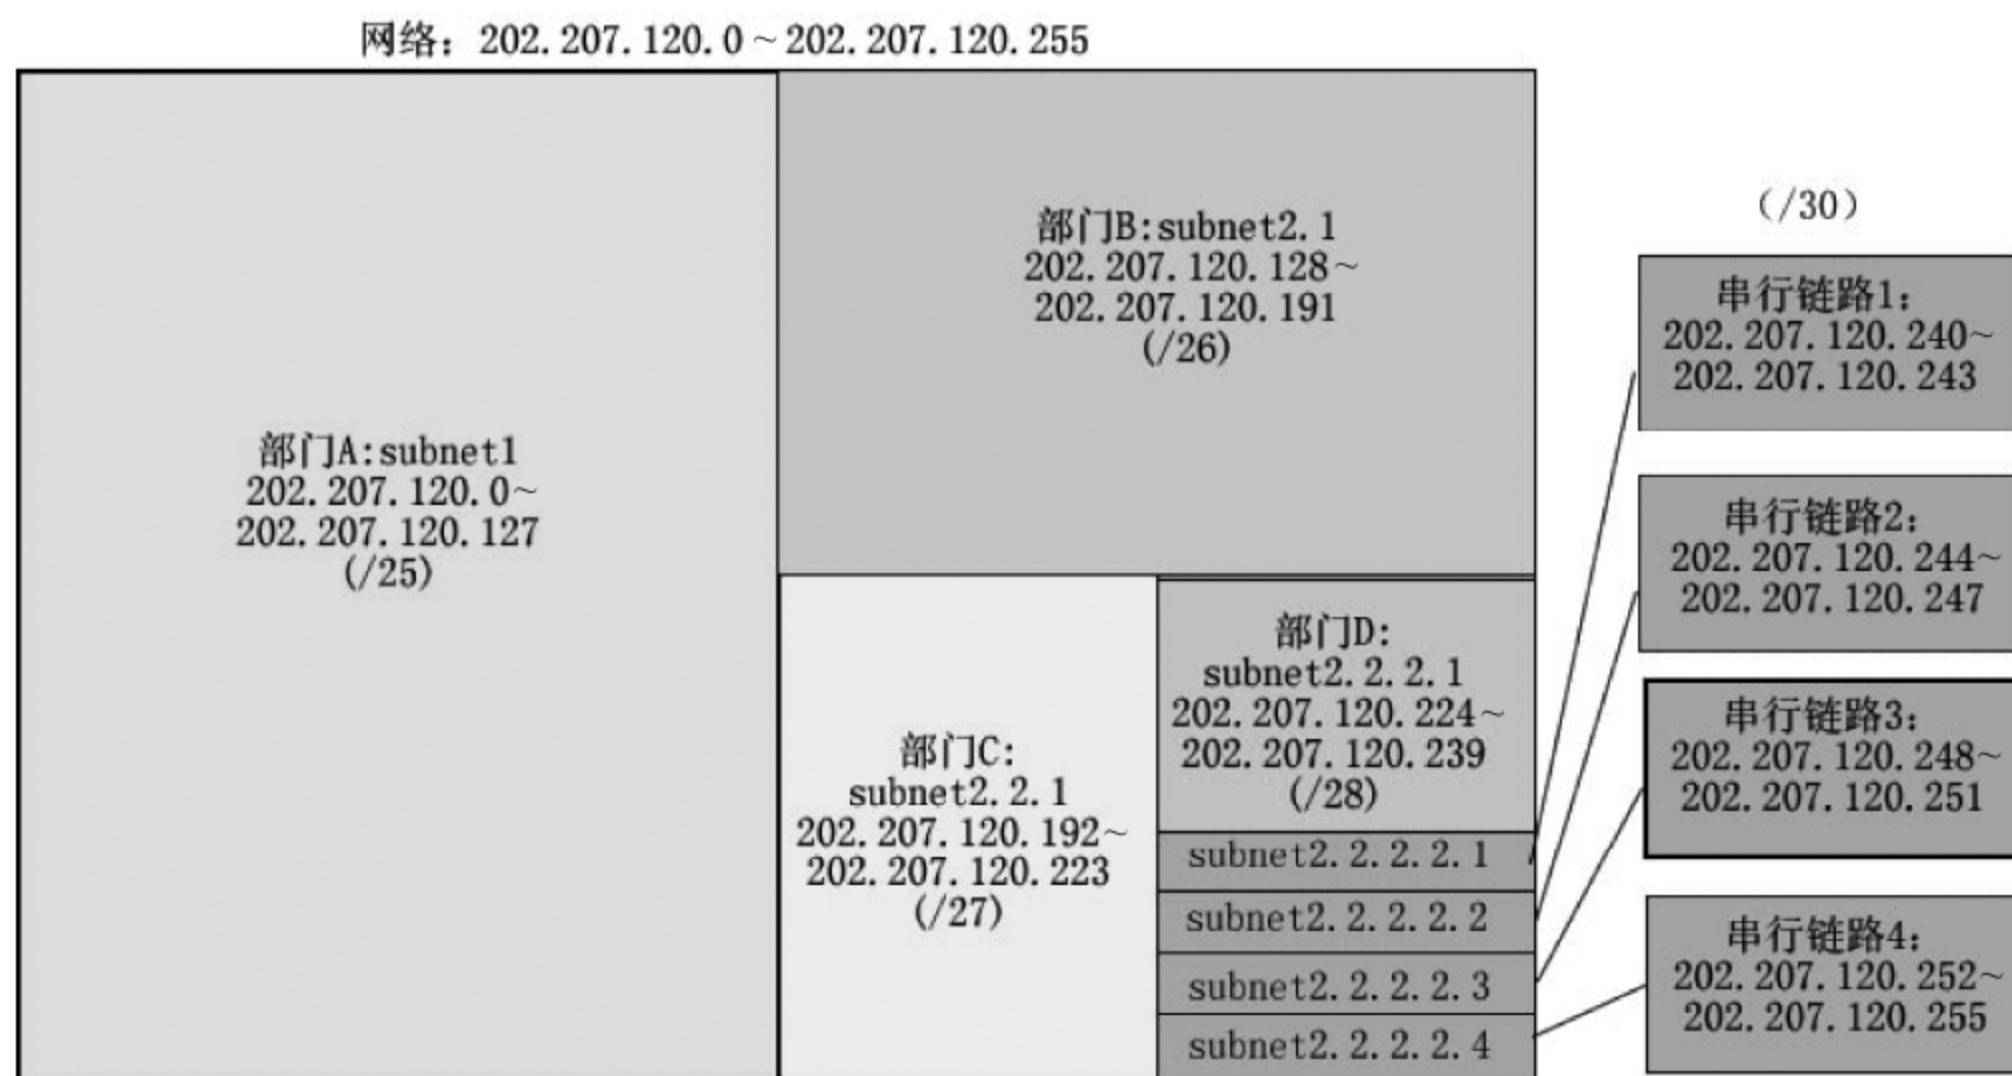 网络：202.207.120.0～202.207.120.255
部门A:subnet1
202.207.120.0～
202.207.120.127
(/25)
部门B:subnet2.1
202.207.120.128～
202.207.120.191
(/26)
部门C:
subnet2.2.1
202.207.120.192～
202.207.120.223
(/27)
部门D:
subnet2.2.2.1
202.207.120.224～
202.207.120.239
(/28)
subnet2.2.2.2.1
subnet2.2.2.2.2
subnet2.2.2.2.3
subnet2.2.2.2.4
（/30）
串行链路1：
202.207.120.240～
202.207.120.243
串行链路2：
202.207.120.244～
202.207.120.247
串行链路3：
202.207.120.248～
202.207.120.251
串行链路4：
202.207.120.252～
202.207.120.255